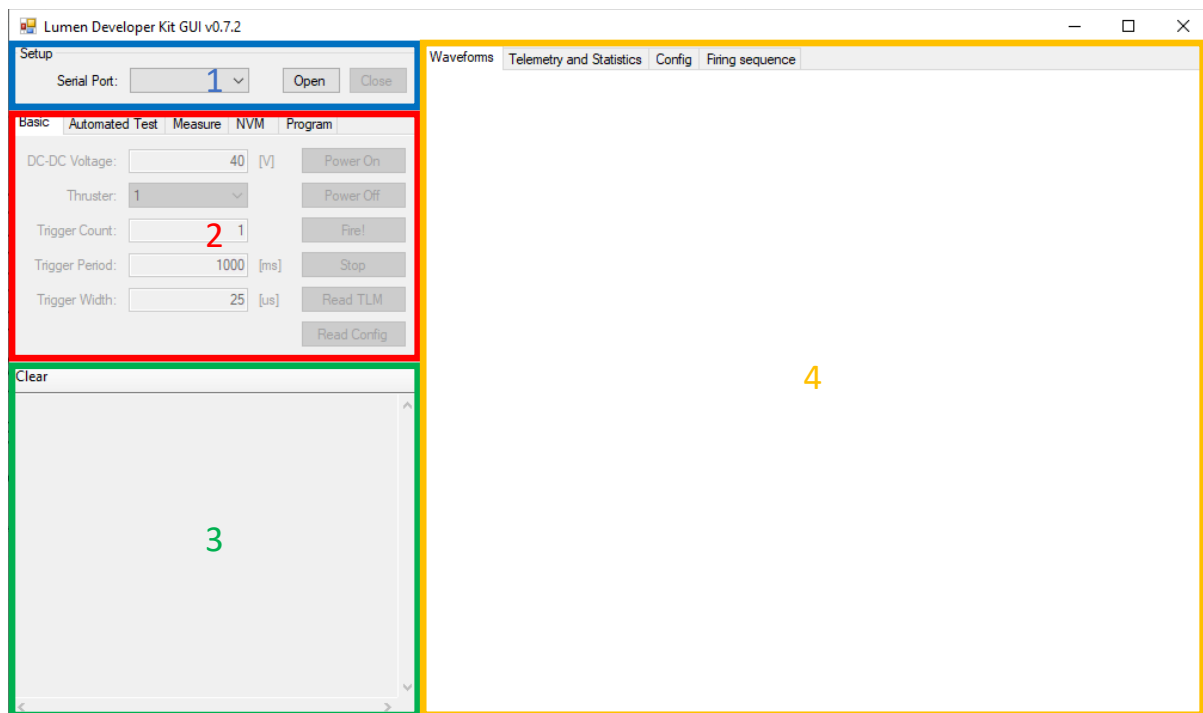 Lumen Developer Kit GUI v0.7.2
Setup
Serial Port: 1 Open Close
Basic Automated Test Measure NVM Program
DC-DC Voltage: 40 [V] Power On
Thruster: 1 Power Off
Trigger Count: 1 Fire!
2
Trigger Period: 1000 [ms] Stop
Trigger Width: 25 [us] Read TLM
Read Config
Clear
3
Waveforms Telemetry and Statistics Config Firing sequence
4